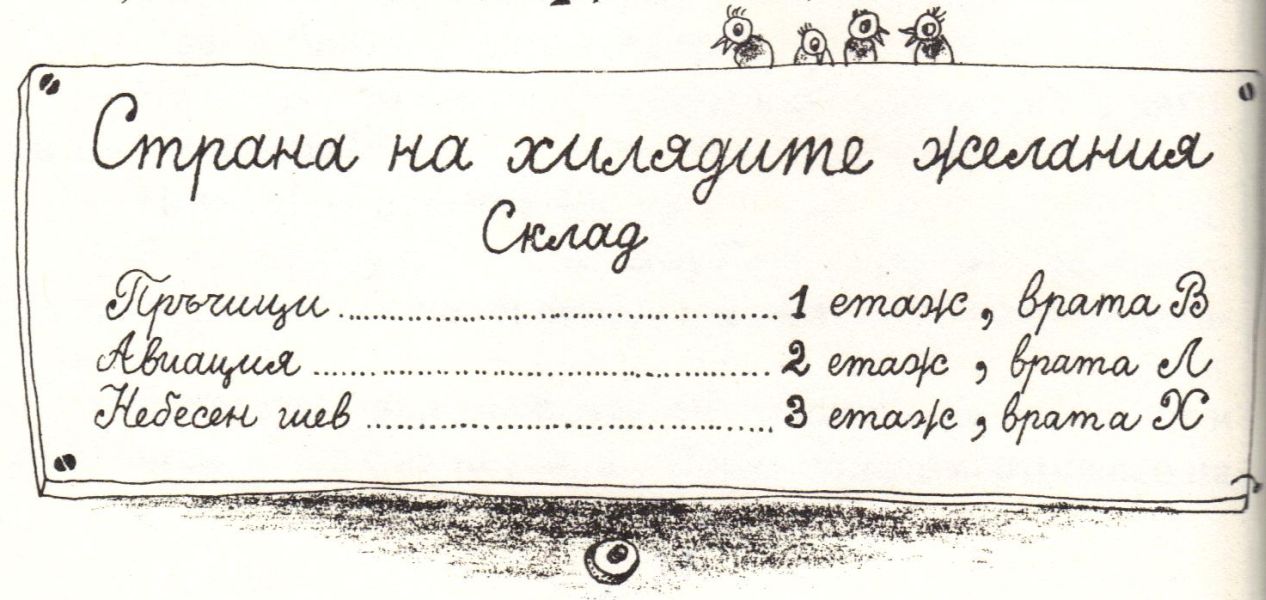 Страна на хилядите желания
Склад
Пръчици ........................................ 1 етаж, врата В
Авиация ........................................ 2 етаж, врата Л
Небесен шев ........................................ 3 етаж, врата Х